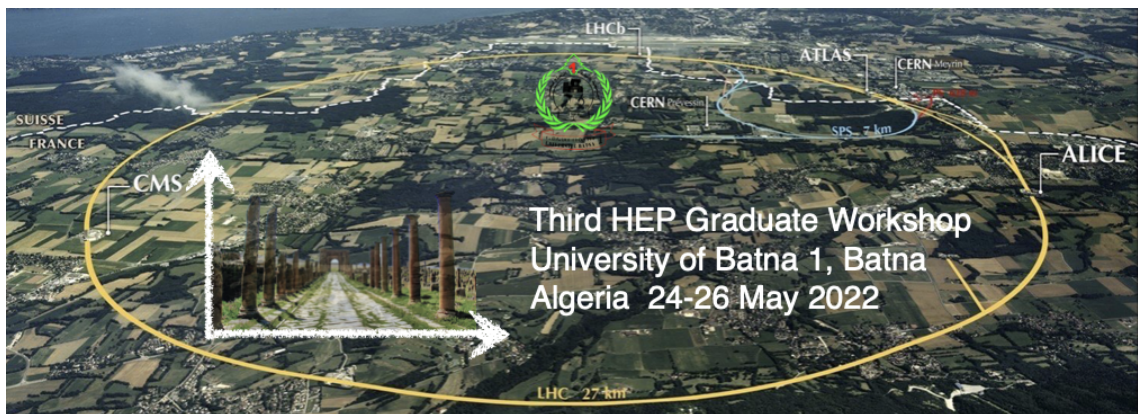 LHCb
ATLAS
CERN Meyrin
CERN Prévessin
SUISSE
FRANCE
SPS 7 km
ALICE
CMS
Third HEP Graduate Workshop
University of Batna 1, Batna
Algeria 24-26 May 2022
LHC 27 km